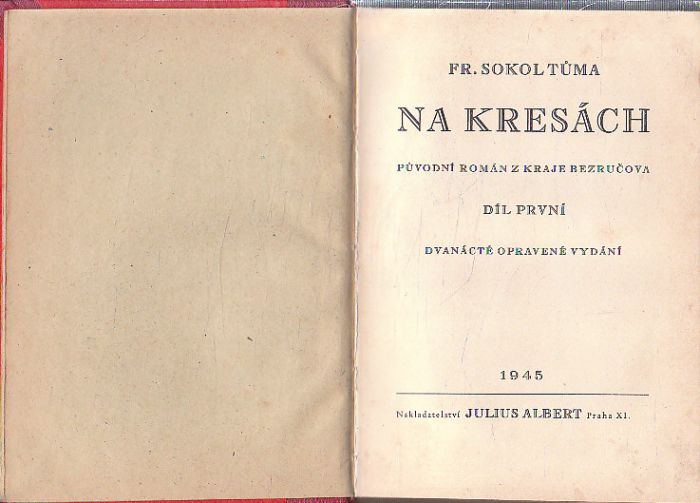 FR. SOKOL TŮMA
NA KRESÁCH
PŮVODNÍ ROMÁN Z KRAJE BEZRUČOVA
DÍL PRVNÍ
DVANÁCTÉ OPRAVENÉ VYDÁNÍ
1945
Nakladatelství JULIUS ALBERT Praha XI.